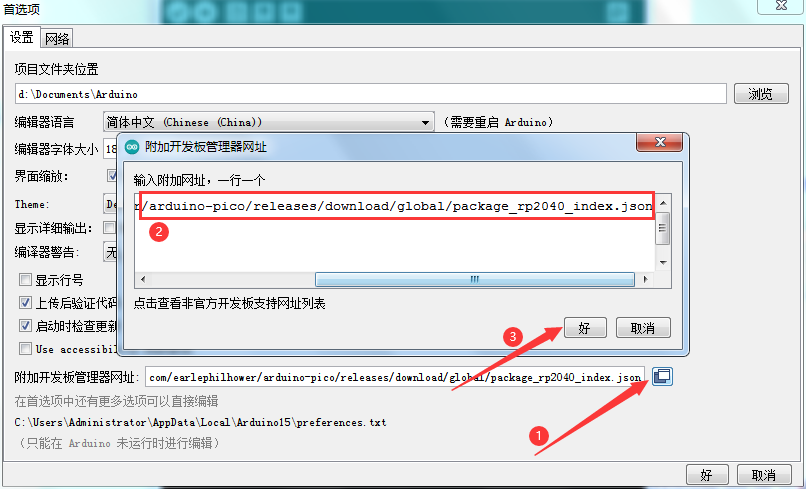 首选项
设置 网络
项目文件夹位置
d:\Documents\Arduino 浏览
编辑器语言 简体中文 (Chinese (China)) (需要重启 Arduino)
编辑器字体大小 18
附加开发板管理器网址
界面缩放:
输入附加网址，一行一个
Theme: De
/arduino-pico/releases/download/global/package_rp2040_index.json
显示详细输出:
2
编译器警告: 无
显示行号
上传后验证代码
点击查看非官方开发板支持网址列表
启动时检查更新
3
好 取消
Use accessibil
附加开发板管理器网址: com/earlephilhower/arduino-pico/releases/download/global/package_rp2040_index.json
在首选项中还有更多选项可以直接编辑
C:\Users\Administrator\AppData\Local\Arduino15\preferences.txt
1
(只能在 Arduino 未运行时进行编辑)
好 取消